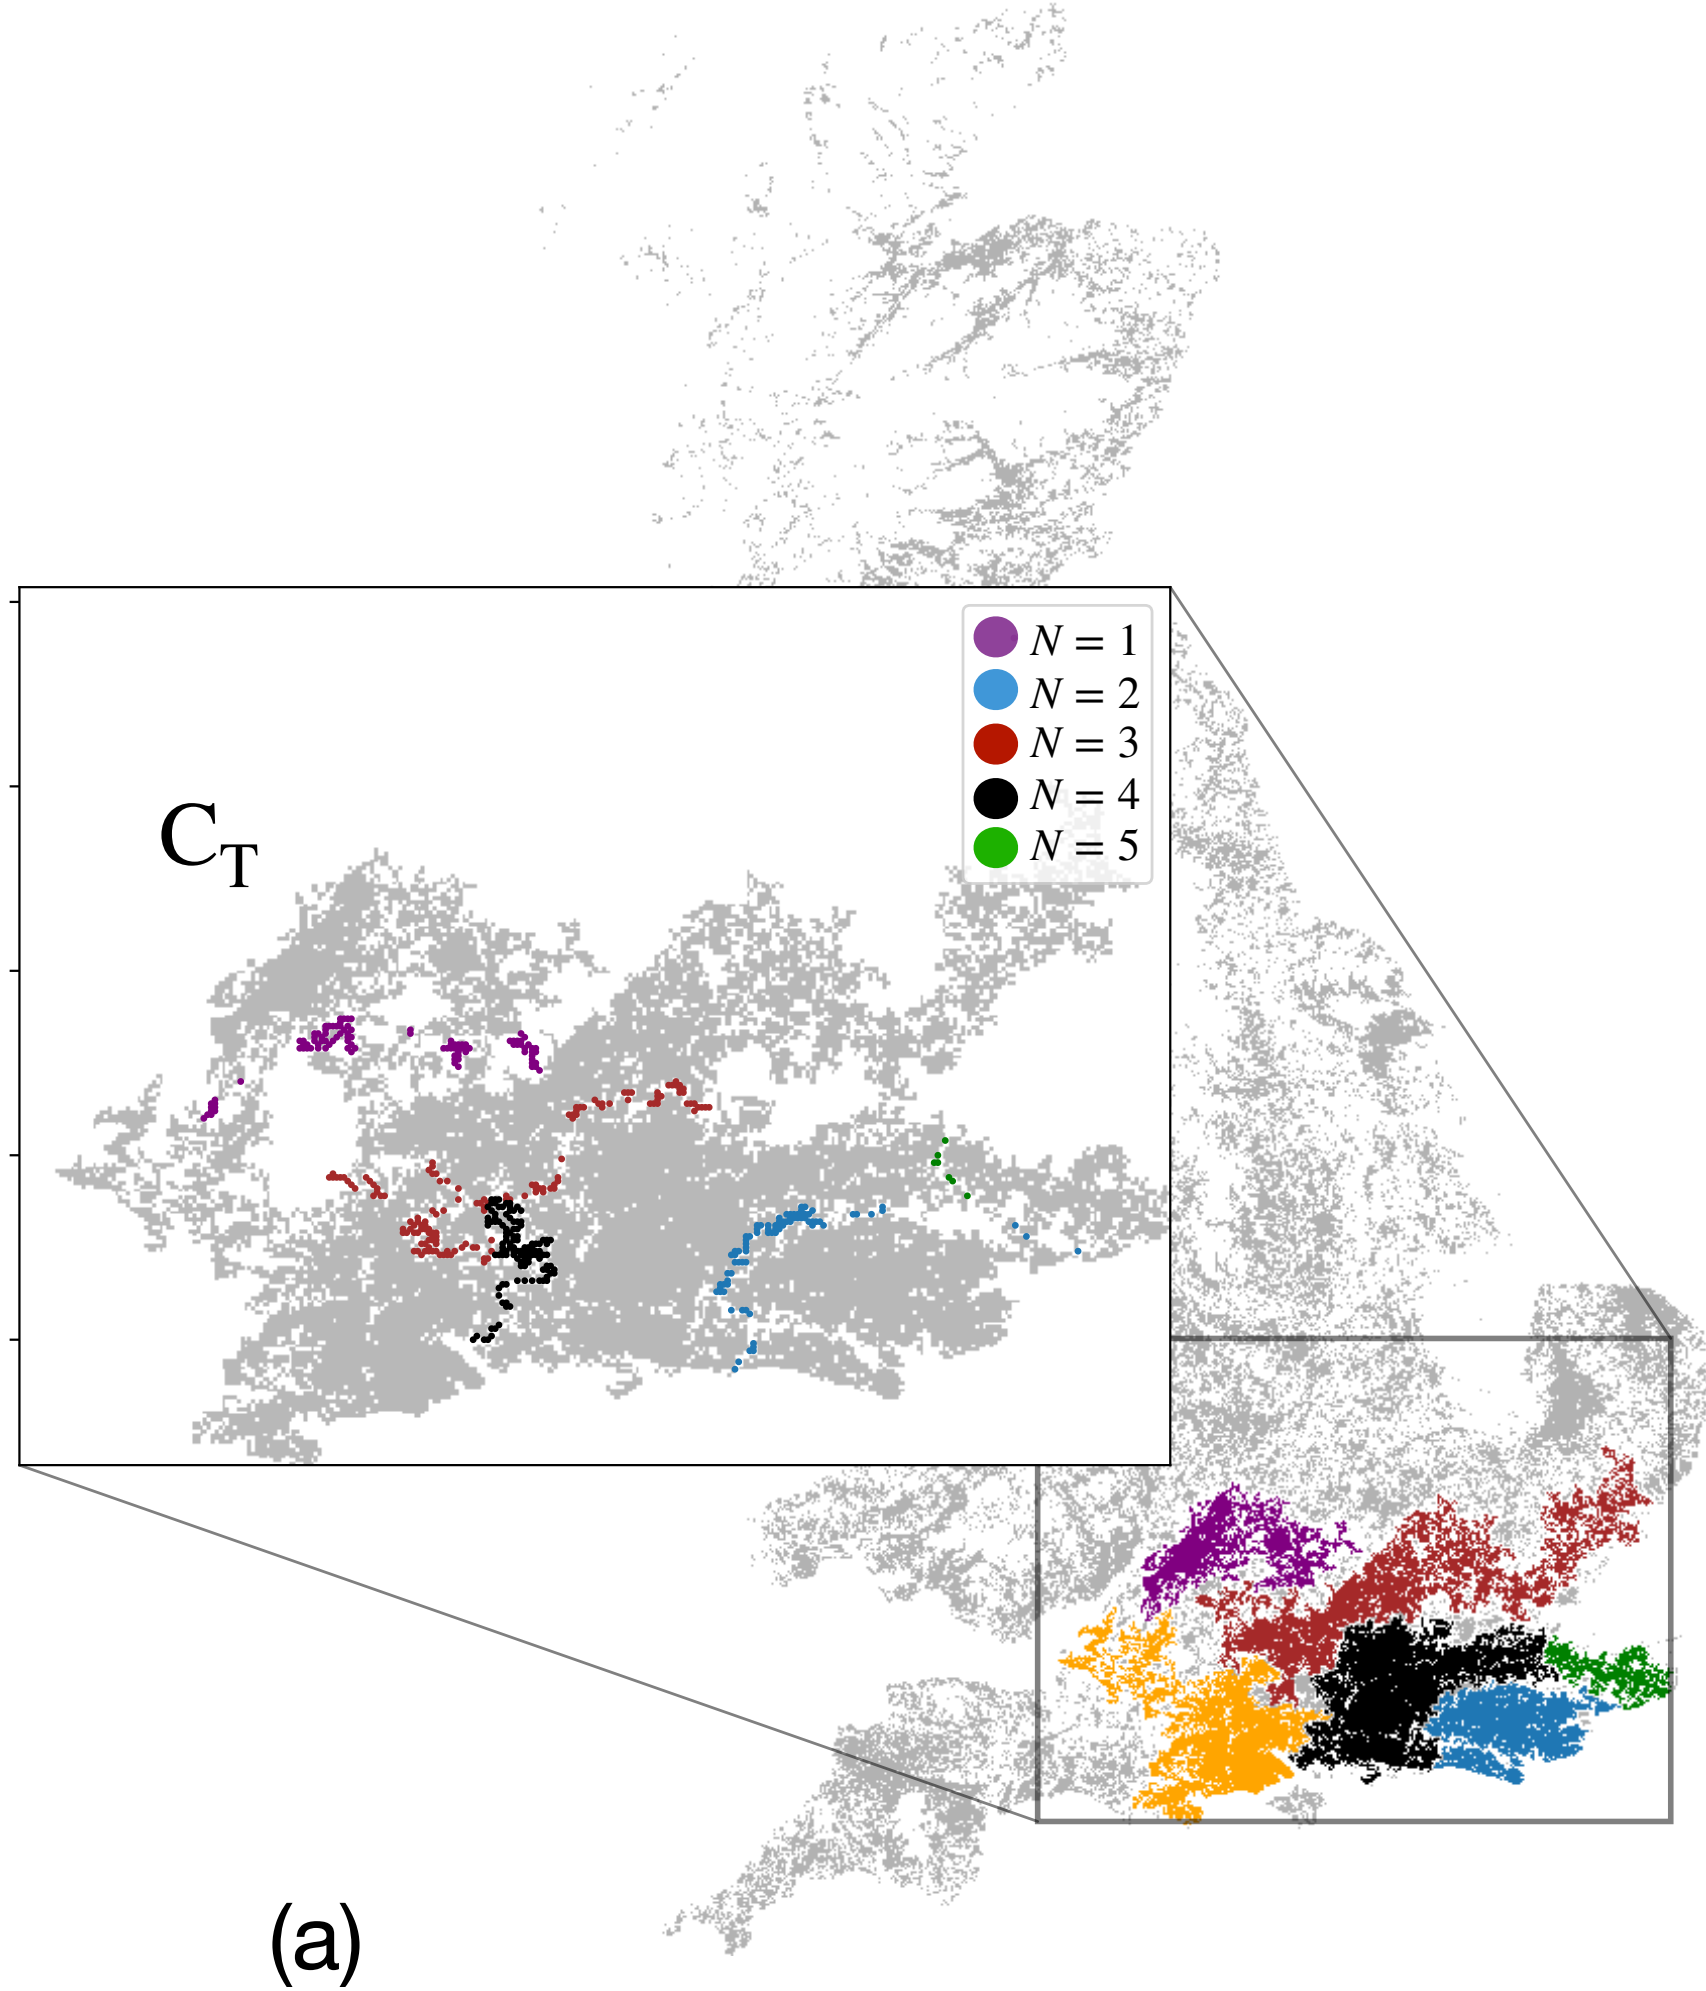 N = 1
N = 2
N = 3
N = 4
N = 5
C_T
(a)